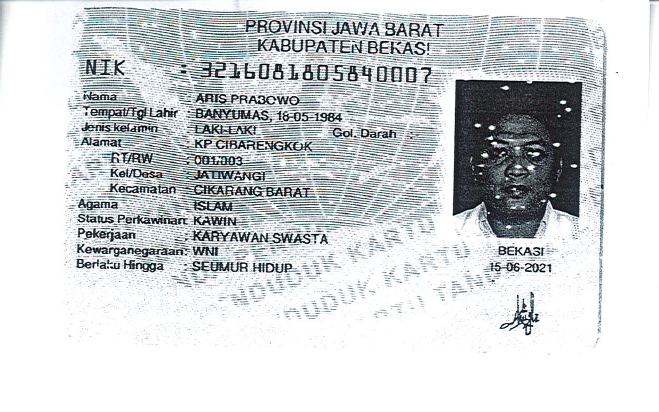 PROVINSI JAWA BARAT
KABUPATEN BEKASI
NIK : 3216081805840007
Nama : ARIS PRABOWO
Tempat/Tgl Lahir : BANYUMAS, 18-05-1984
Jenis kelamin : LAKI-LAKI Gol. Darah :
Alamat : KP CIBARENGKOK
RT/RW : 001/003
Kel/Desa : JATIWANGI
Kecamatan : CIKARANG BARAT
Agama : ISLAM
Status Perkawinan: KAWIN
Pekerjaan : KARYAWAN SWASTA
Kewarganegaraan: WNI
Berlaku Hingga : SEUMUR HIDUP
BEKASI
15-06-2021